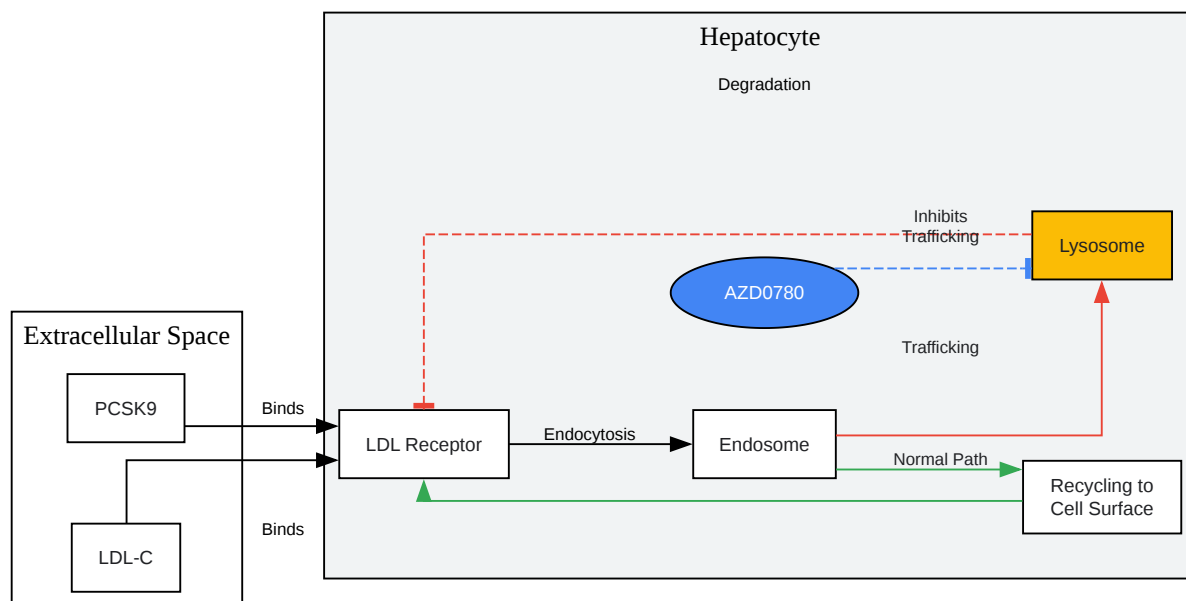 Hepatocyte
Degradation
Inhibits
Trafficking
Lysosome
AZD0780
Extracellular Space
Trafficking
PCSK9
Binds
LDL Receptor
Endocytosis
Endosome
Normal Path
Recycling to
Cell Surface
LDL-C
Binds